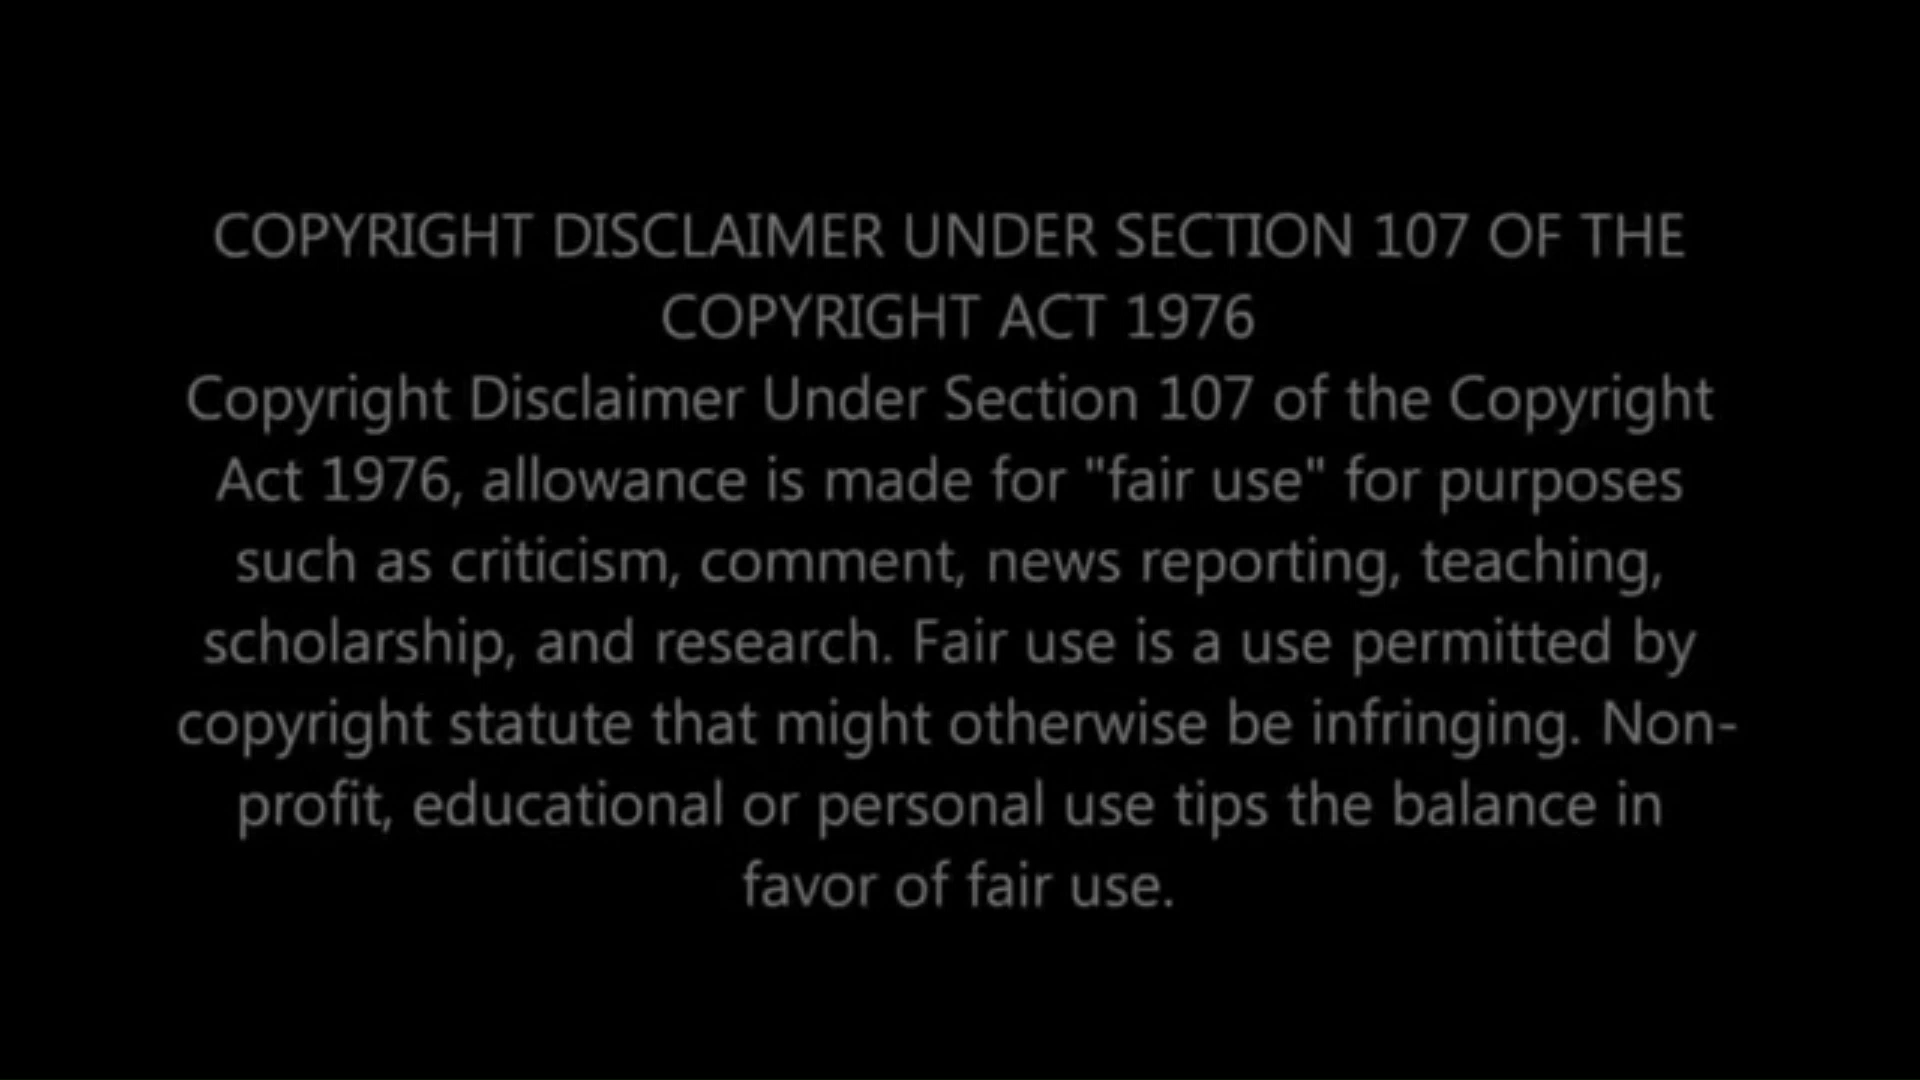 COPYRIGHT DISCLAIMER UNDER SECTION 107 OF THE
COPYRIGHT ACT 1976
Copyright Disclaimer Under Section 107 of the Copyright
Act 1976, allowance is made for "fair use" for purposes
such as criticism, comment, news reporting, teaching,
scholarship, and research. Fair use is a use permitted by
copyright statute that might otherwise be infringing. Non-
profit, educational or personal use tips the balance in
favor of fair use.